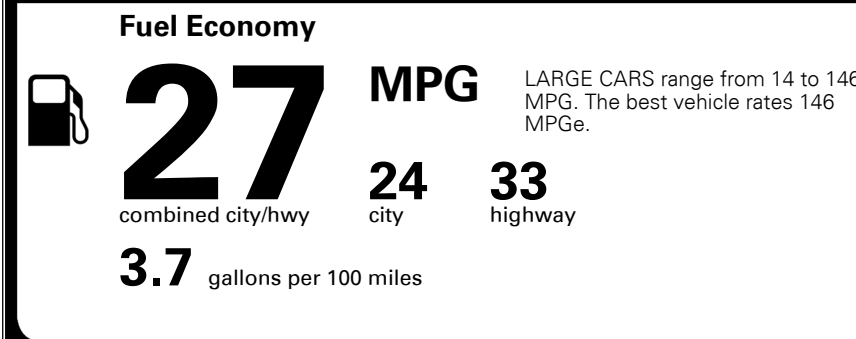 Fuel Economy
27
MPG
LARGE CARS range from 14 to 146
MPG. The best vehicle rates 146
MPGe.
combined city/hwy
24
city
33
highway
3.7 gallons per 100 miles